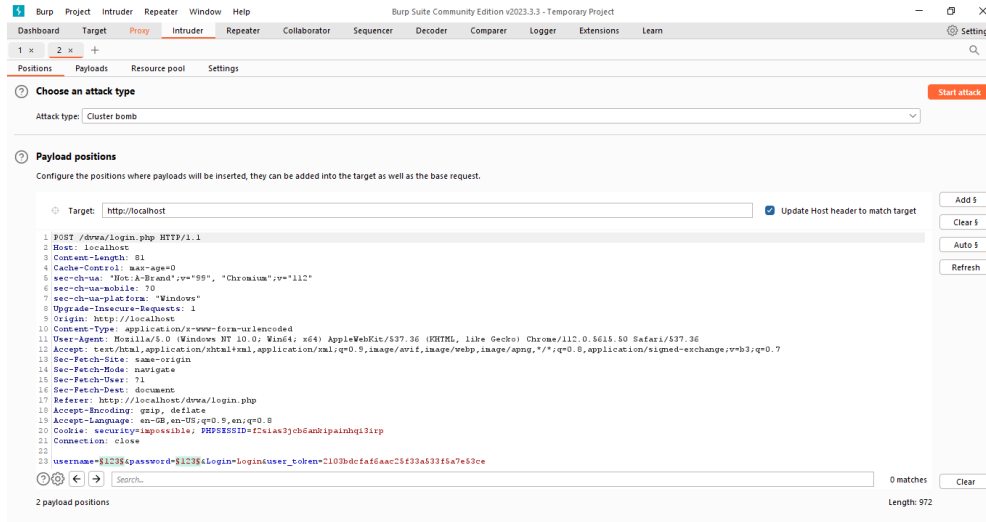 Burp Project Intruder Repeater Window Help Burp Suite Community Edition v2023.3.3 - Temporary Project
Dashboard Target Proxy Intruder Repeater Collaborator Sequencer Decoder Comparer Logger Extensions Learn Setting
1 × 2 × +
Positions Payloads Resource pool Settings
? Choose an attack type
Start attack
Attack type: Cluster bomb
? Payload positions
Configure the positions where payloads will be inserted, they can be added into the target as well as the base request.
Add §
Target: http://localhost Update Host header to match target
Clear §
Auto §
Refresh
1 POST /dvwa/login.php HTTP/1.1
2 Host: localhost
3 Content-Length: 81
4 Cache-Control: max-age=0
5 sec-ch-ua: "Not:A-Brand";v="99", "Chromium";v="112"
6 sec-ch-ua-mobile: ?0
7 sec-ch-ua-platform: "Windows"
8 Upgrade-Insecure-Requests: 1
9 Origin: http://localhost
10 Content-Type: application/x-www-form-urlencoded
11 User-Agent: Mozilla/5.0 (Windows NT 10.0; Win64; x64) AppleWebKit/537.36 (KHTML, like Gecko) Chrome/112.0.5615.50 Safari/537.36
12 Accept: text/html,application/xhtml+xml,application/xml;q=0.9,image/avif,image/webp,image/apng,*/*;q=0.8,application/signed-exchange;v=b3;q=0.7
13 Sec-Fetch-Site: same-origin
14 Sec-Fetch-Mode: navigate
15 Sec-Fetch-User: ?1
16 Sec-Fetch-Dest: document
17 Referer: http://localhost/dvwa/login.php
18 Accept-Encoding: gzip, deflate
19 Accept-Language: en-GB,en-US;q=0.9,en;q=0.8
20 Cookie: security=impossible; PHPSESSID=f2sias3jcb6ankipainhqi3irp
21 Connection: close
22
23 username=§123§&password=§123§&Login=Login&user_token=2103bdcfaf6aac25f33a533f5a7e53ce
? Search... 0 matches Clear
2 payload positions Length: 972